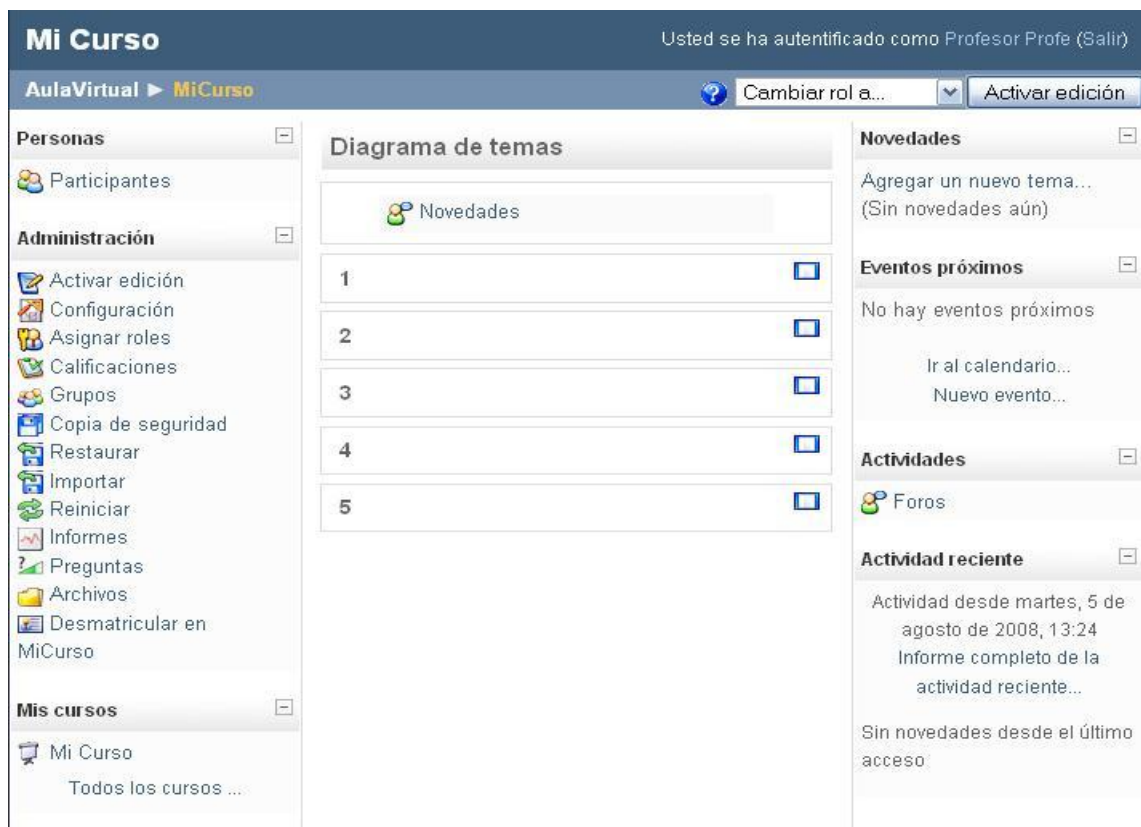 Mi Curso
Usted se ha autentificado como Profesor Profe (Salir)
AulaVirtual ► MiCurso
Cambiar rol a...
Activar edición
Personas
Participantes
Administración
Activar edición
Configuración
Asignar roles
Calificaciones
Grupos
Copia de seguridad
Restaurar
Importar
Reiniciar
Informes
Preguntas
Archivos
Desmatricular en
MiCurso
Mis cursos
Mi Curso
Todos los cursos ...
Diagrama de temas
Novedades
1
2
3
4
5
Novedades
Agregar un nuevo tema...
(Sin novedades aún)
Eventos próximos
No hay eventos próximos
Ir al calendario...
Nuevo evento...
Actividades
Foros
Actividad reciente
Actividad desde martes, 5 de
agosto de 2008, 13:24
Informe completo de la
actividad reciente...
Sin novedades desde el último
acceso